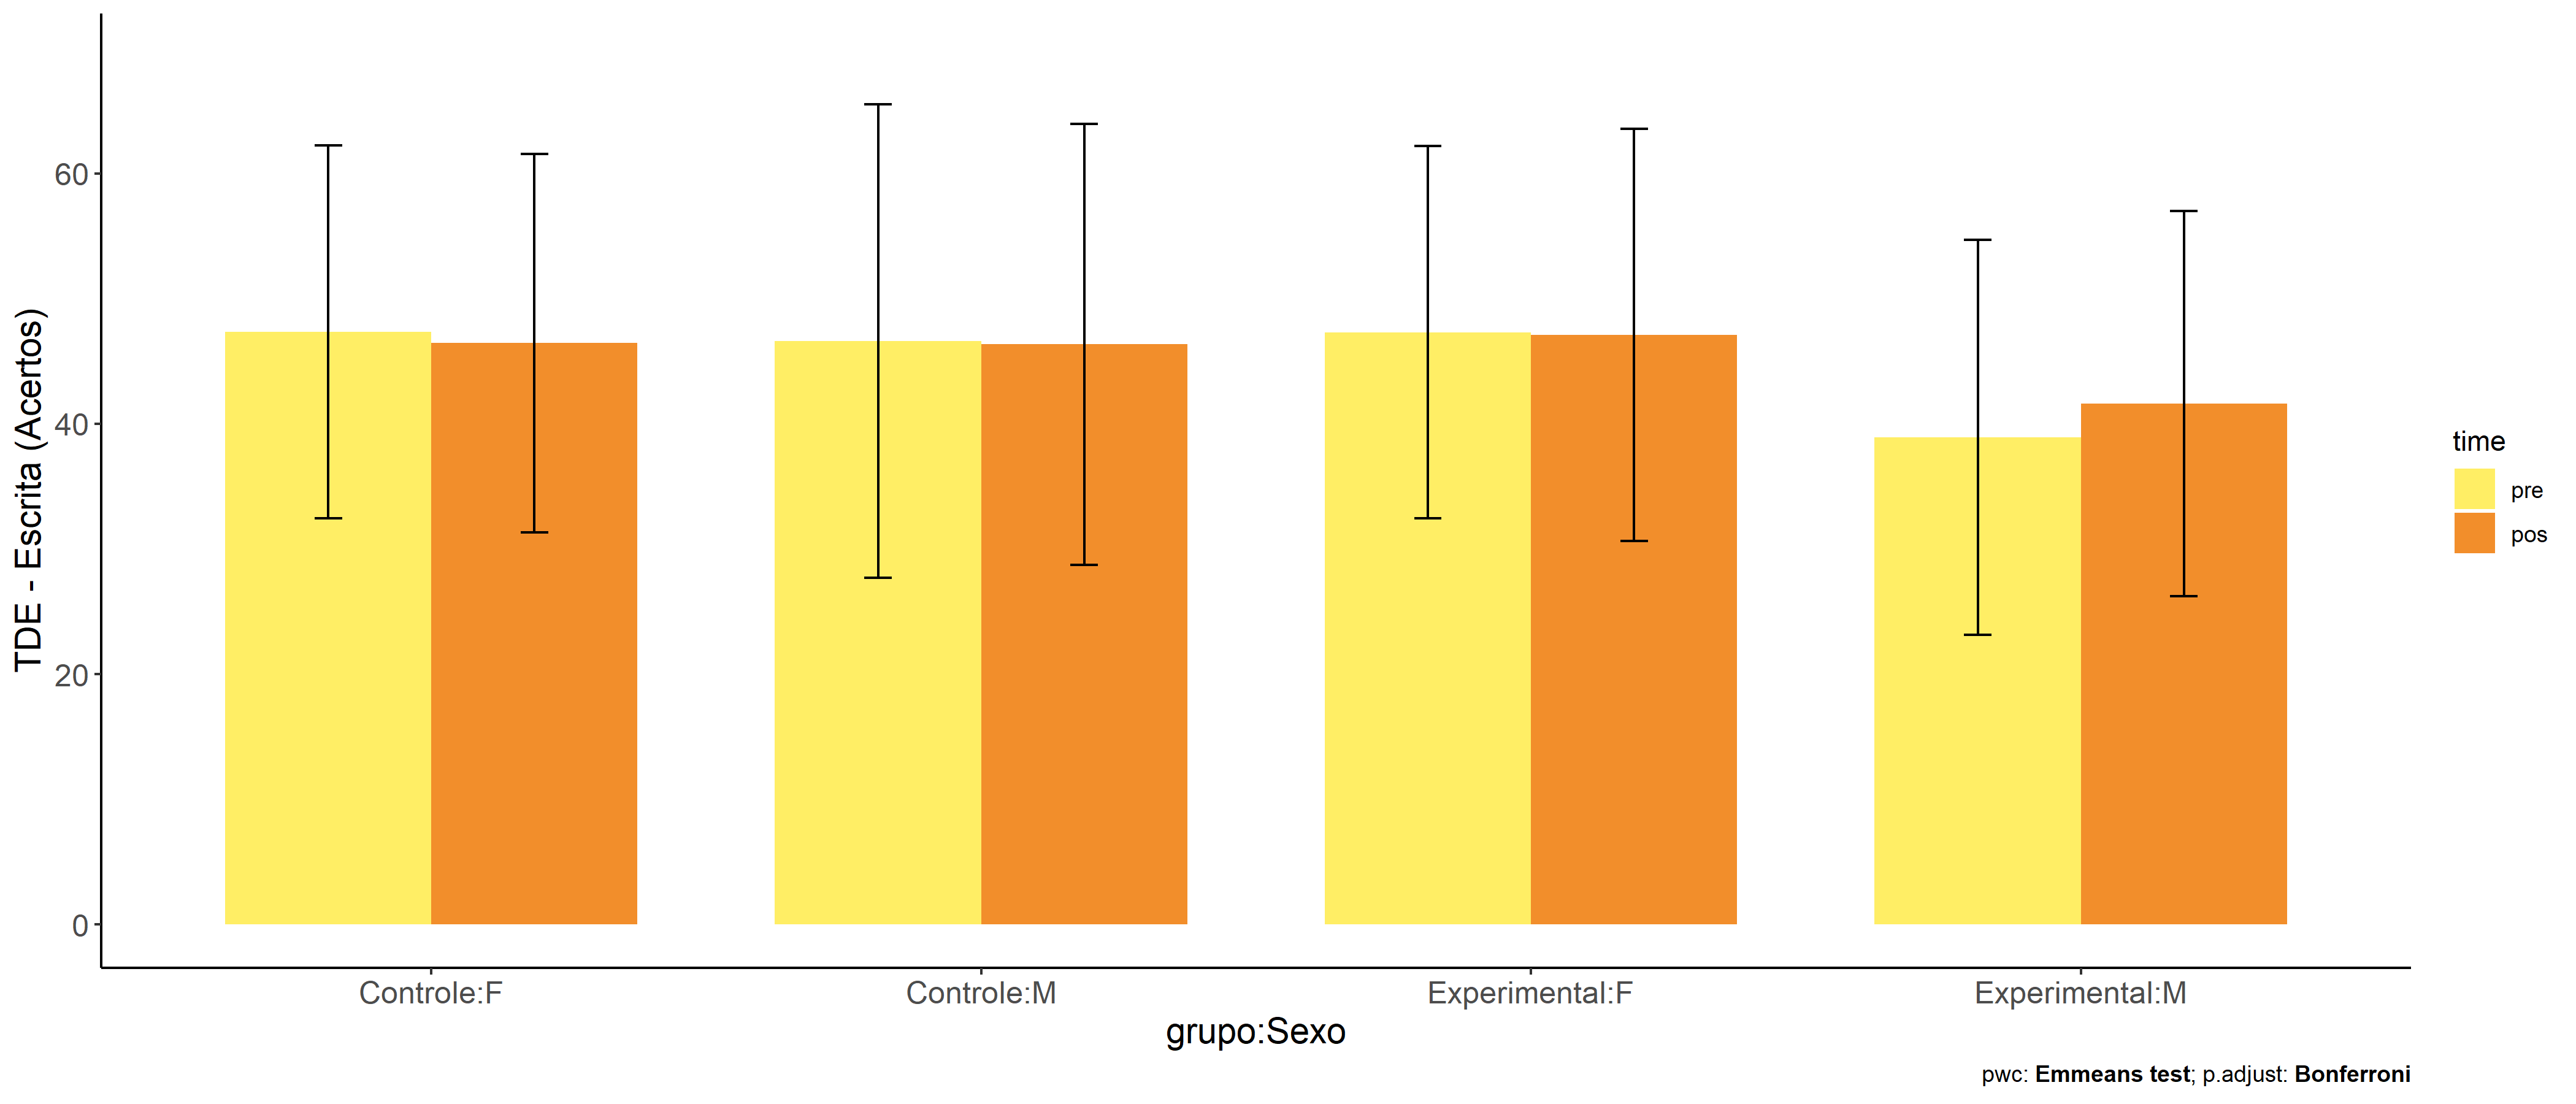 TDE - Escrita (Acertos)
60
40
20
0
Controle:F
Controle:M
Experimental:F
Experimental:M
grupo:Sexo
time
pre
pos
pwc: Emmeans test; p.adjust: Bonferroni